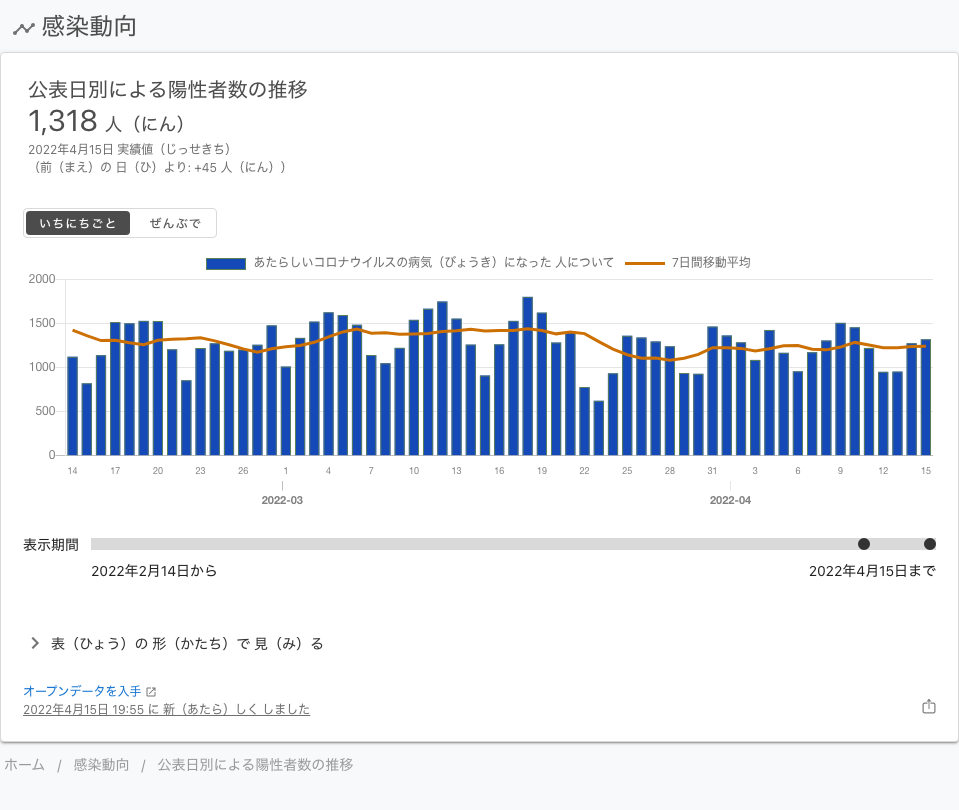 感染動向
公表日別による陽性者数の推移
1,318 人（にん）
2022年4月15日 実績値（じっせきち）
（前（まえ）の 日（ひ）より: +45 人（にん））
いちにちごと ぜんぶで
あたらしいコロナウイルスの病気（びょうき）になった 人について 7日間移動平均
2000
1500
1000
500
0
14 17 20 23 26 1 4 7 10 13 16 19 22 25 28 31 3 6 9 12 15
2022-03 2022-04
表示期間
2022年2月14日から 2022年4月15日まで
表（ひょう）の 形（かたち）で 見（み）る
オープンデータを入手
2022年4月15日 19:55 に 新（あたら）しく しました
ホーム / 感染動向 / 公表日別による陽性者数の推移